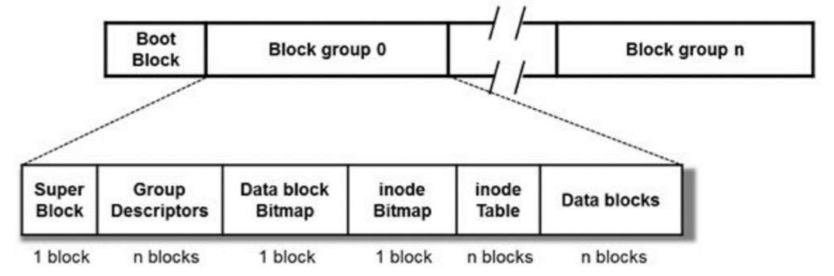 Boot
Block
Block group 0
Block group n
Super
Block
Group
Descriptors
Data block
Bitmap
inode
Bitmap
inode
Table
Data blocks
1 block
n blocks
1 block
1 block
n blocks
n blocks